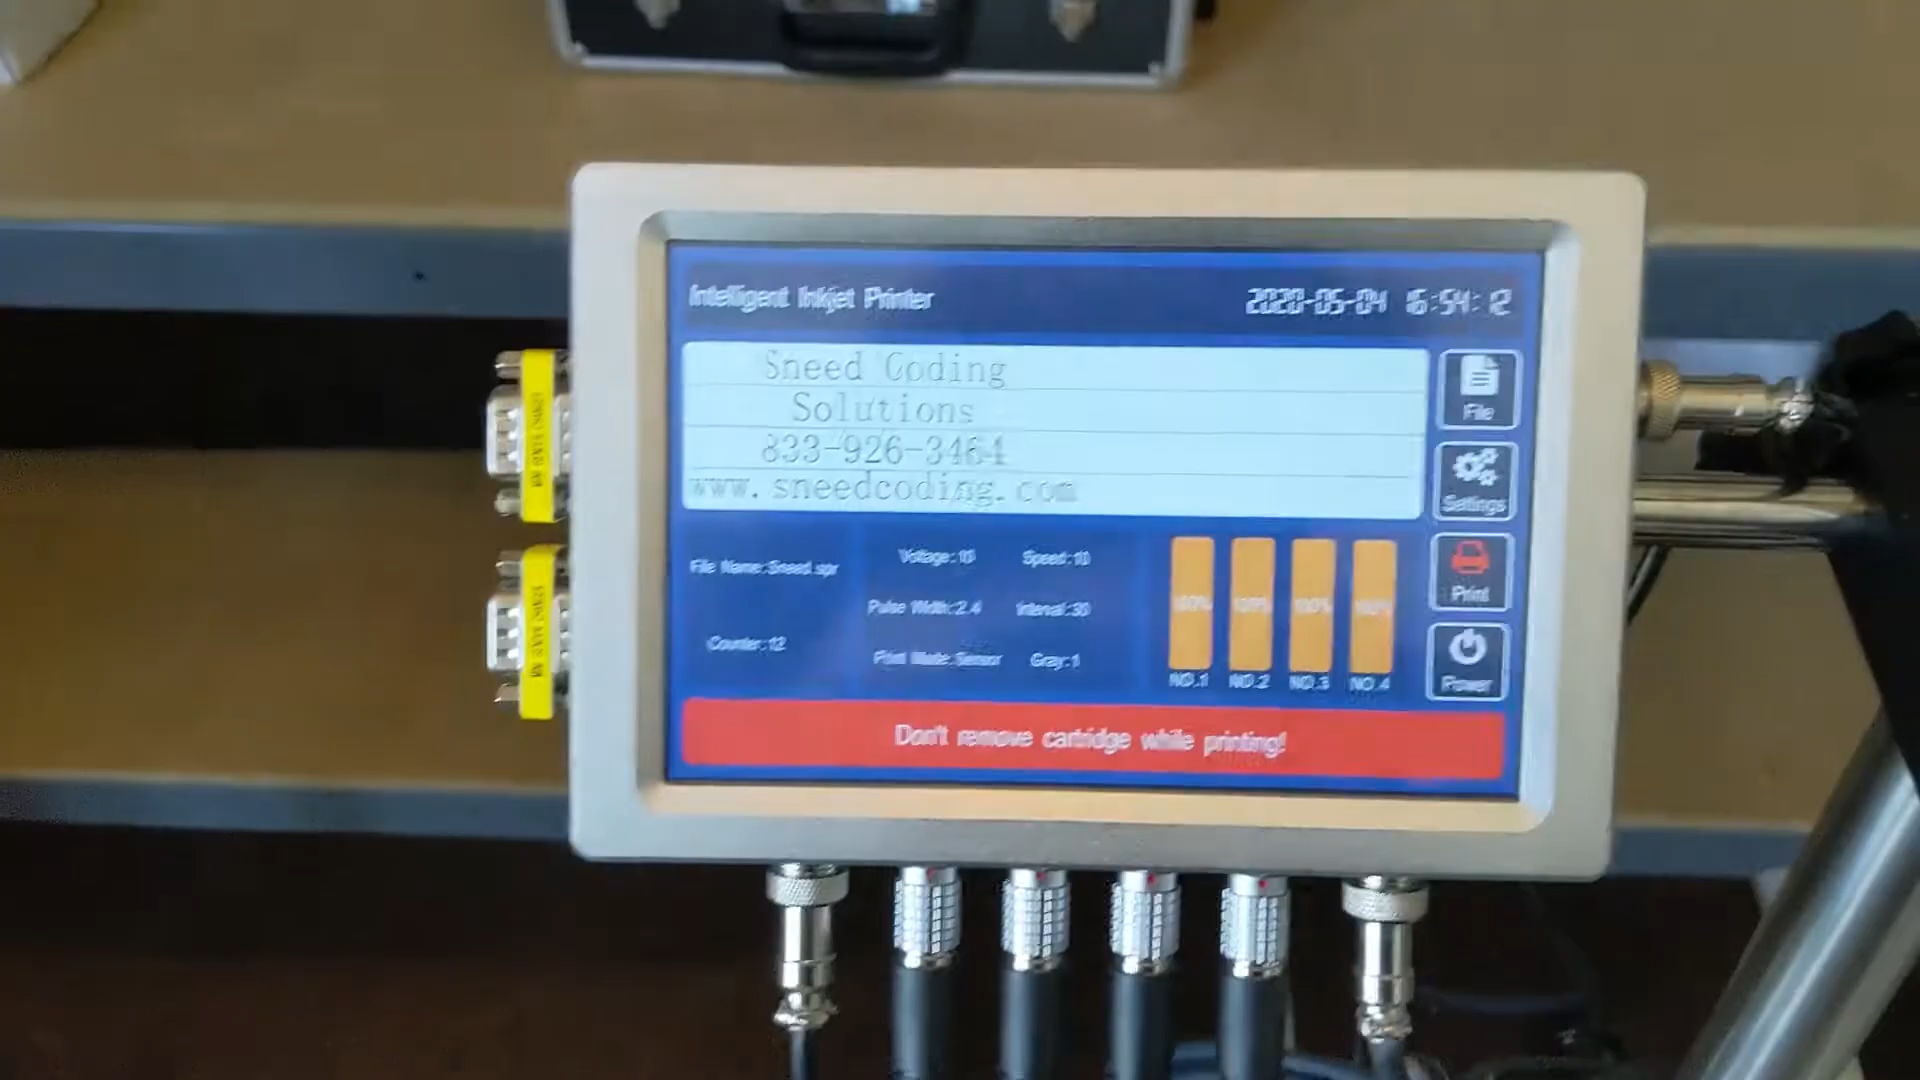 Intelligent Inkjet Printer
2020-05-04 16:54:12
Sneed Coding
Solutions
833-926-3464
www.sneedcoding.com
File
Settings
Print
Power
File Name:Sneed.spr
Counter:12
Voltage:10
Speed:10
Pulse Width:2.4
Interval:30
Print Mode:Sensor
Gray:1
100%
100%
100%
100%
NO.1
NO.2
NO.3
NO.4
Don't remove cartridge while printing!